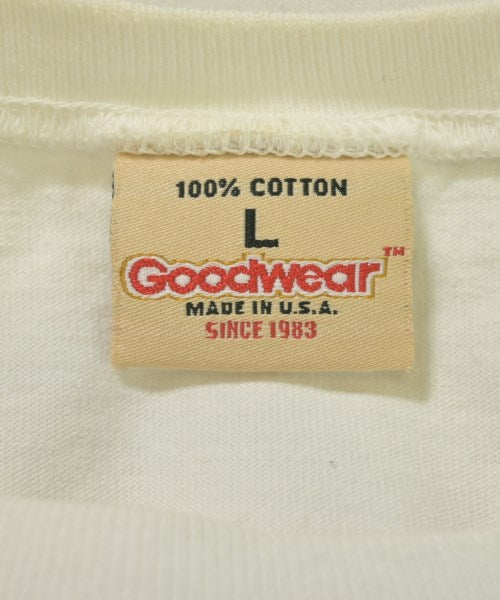 100% COTTON
L
Goodwear™
MADE IN U.S.A.
SINCE 1983